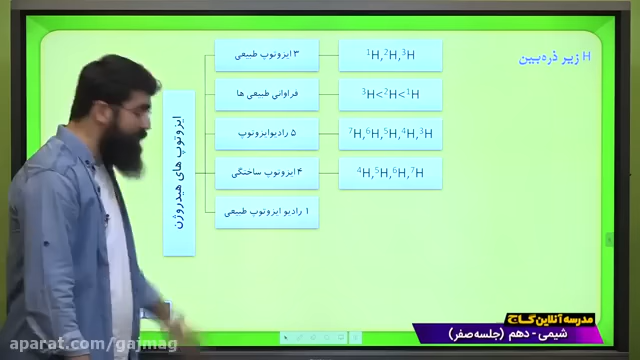 H زیر ذره‌بین
ایزوتوپ های هیدروژن
۳ ایزوتوپ طبیعی
¹H,²H,³H
فراوانی طبیعی ها
³H<²H<¹H
۵ رادیوایزوتوپ
⁷H,⁶H,⁵H,⁴H,³H
۴ ایزوتوپ ساختگی
⁴H,⁵H,⁶H,⁷H
۱ رادیو ایزوتوپ طبیعی
مدرسه آنلاین گاج
شیمی - دهم (جلسه صفر)
aparat.com/gajmag